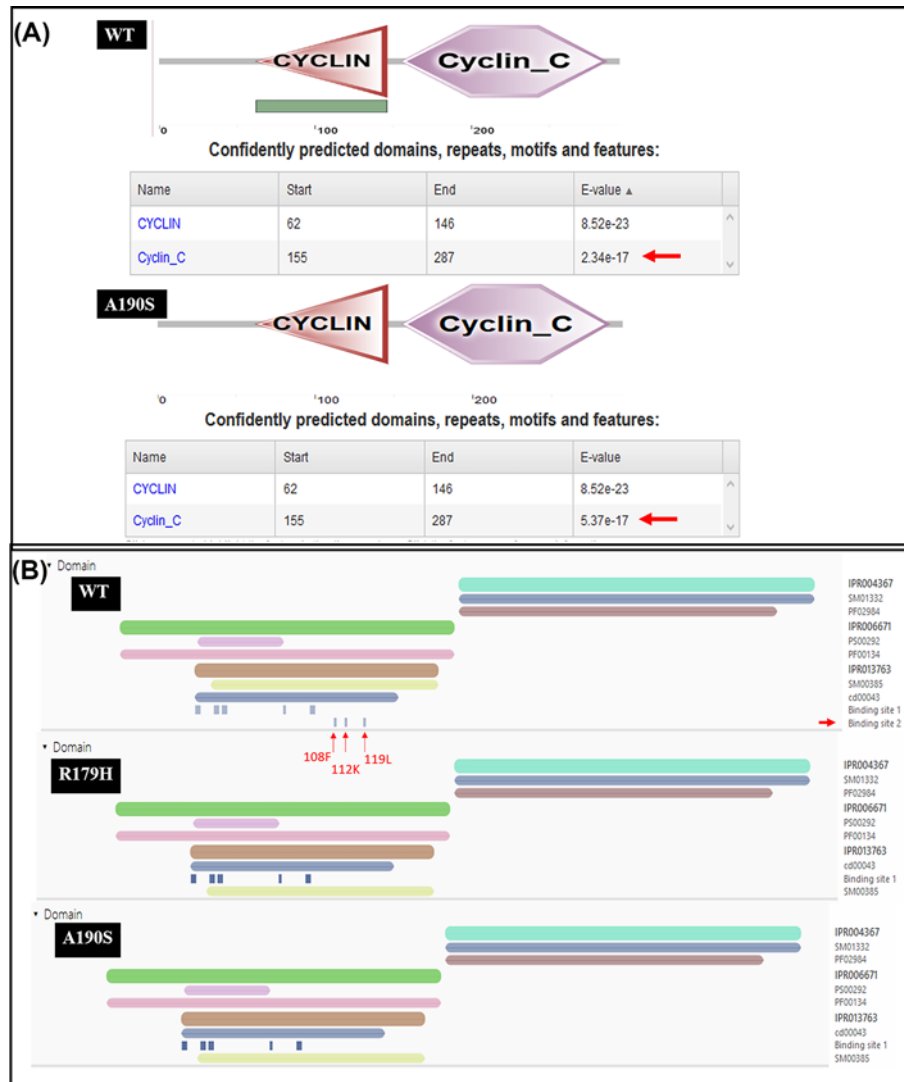 (A)
WT
CYCLIN Cyclin_C
0 100 200
Confidently predicted domains, repeats, motifs and features:
Name Start End E-value ▲
CYCLIN 62 146 8.52e-23
Cyclin_C 155 287 2.34e-17
A190S
CYCLIN Cyclin_C
0 100 200
Confidently predicted domains, repeats, motifs and features:
Name Start End E-value
CYCLIN 62 146 8.52e-23
Cyclin_C 155 287 5.37e-17
(B)
▾ Domain
WT
IPR004367
SM01332
PF02984
IPR006671
PS00292
PF00134
IPR013763
SM00385
cd00043
Binding site 1
Binding site 2
108F
112K
119L
▾ Domain
R179H
IPR004367
SM01332
PF02984
IPR006671
PS00292
PF00134
IPR013763
cd00043
Binding site 1
SM00385
▾ Domain
A190S
IPR004367
SM01332
PF02984
IPR006671
PS00292
PF00134
IPR013763
cd00043
Binding site 1
SM00385